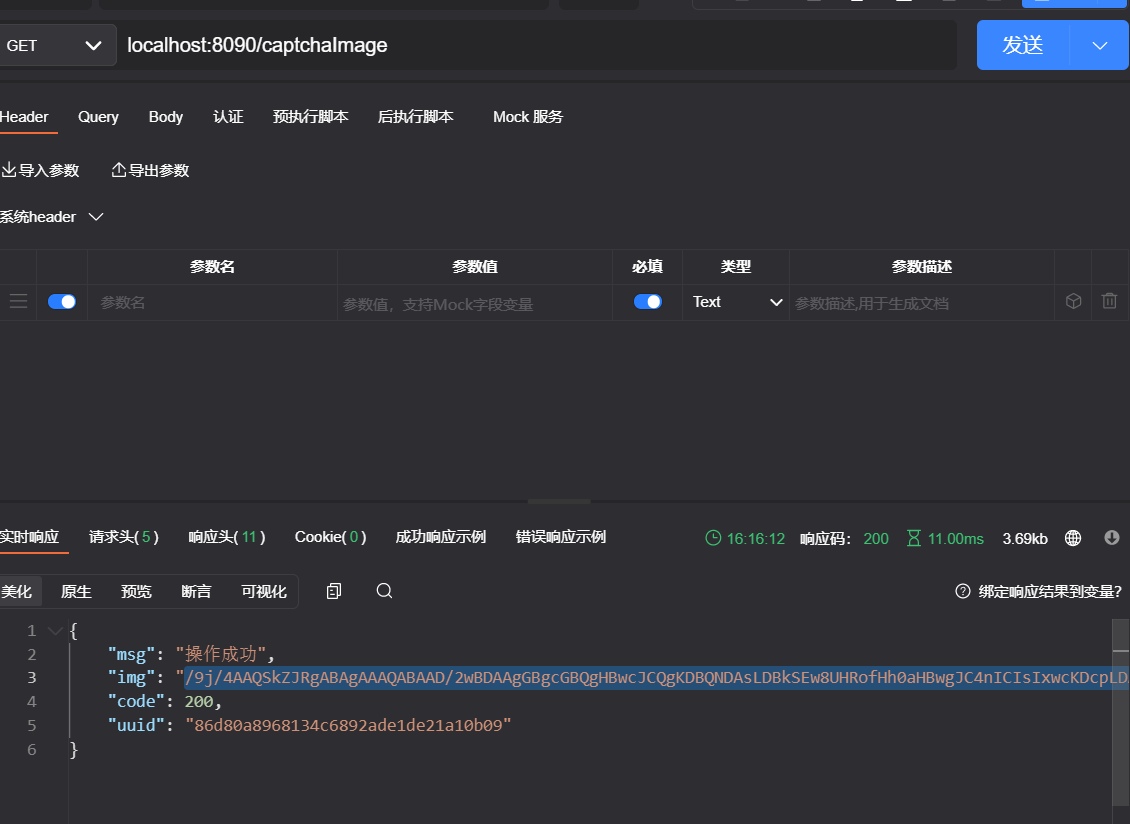 GET localhost:8090/captchaImage 发送
Header Query Body 认证 预执行脚本 后执行脚本 Mock 服务
导入参数 导出参数
系统header
参数名 参数值 必填 类型 参数描述
参数名 参数值，支持Mock字段变量 Text 参数描述,用于生成文档
实时响应 请求头(5) 响应头(11) Cookie(0) 成功响应示例 错误响应示例 16:16:12 响应码： 200 11.00ms 3.69kb
美化 原生 预览 断言 可视化 绑定响应结果到变量?
1 {
2 "msg": "操作成功",
3 "img": "/9j/4AAQSkZJRgABAgAAAQABAAD/2wBDAAgGBgcGBQgHBwcJCQgKDBQNDAsLDBkSEw8UHRofHh0aHBwgJC4nICIsIxwcKDcpLD
4 "code": 200,
5 "uuid": "86d80a8968134c6892ade1de21a10b09"
6 }